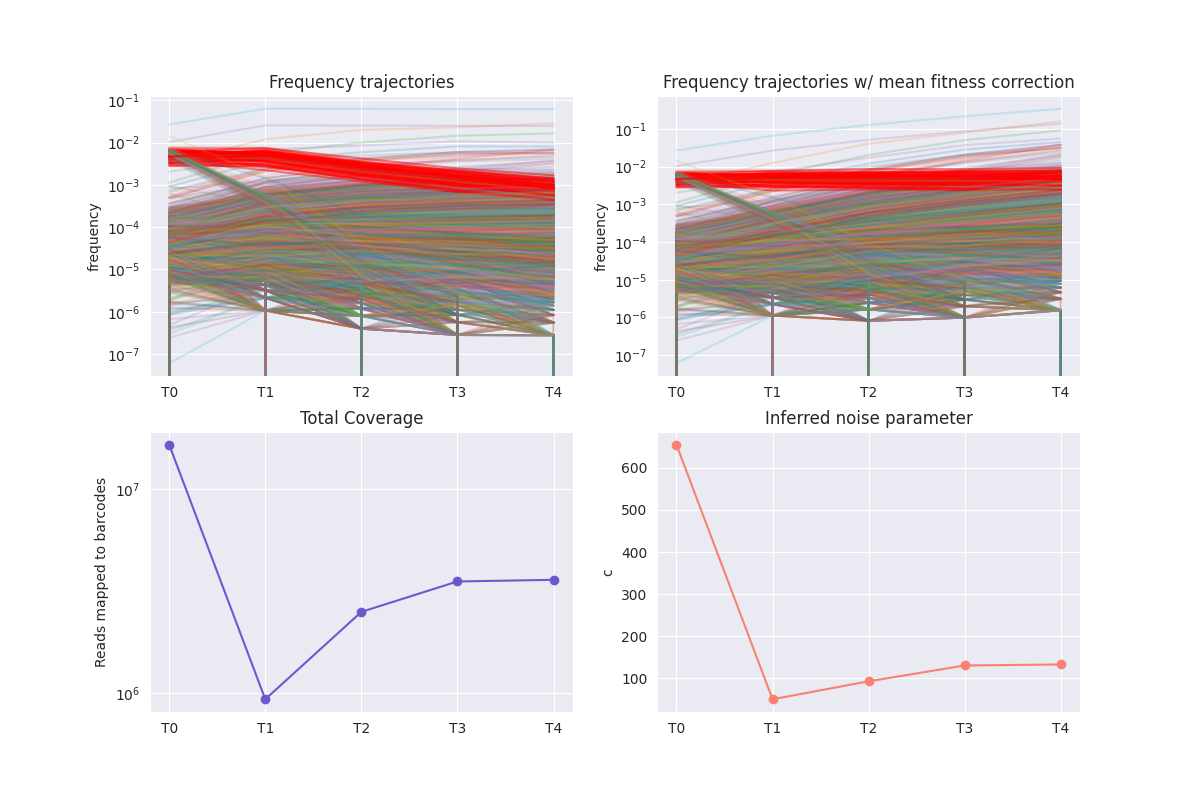 Frequency trajectories
frequency
10⁻¹
10⁻²
10⁻³
10⁻⁴
10⁻⁵
10⁻⁶
10⁻⁷
T0 T1 T2 T3 T4
Frequency trajectories w/ mean fitness correction
frequency
10⁻¹
10⁻²
10⁻³
10⁻⁴
10⁻⁵
10⁻⁶
10⁻⁷
T0 T1 T2 T3 T4
Total Coverage
Reads mapped to barcodes
10⁷
10⁶
T0 T1 T2 T3 T4
Inferred noise parameter
c
600
500
400
300
200
100
T0 T1 T2 T3 T4